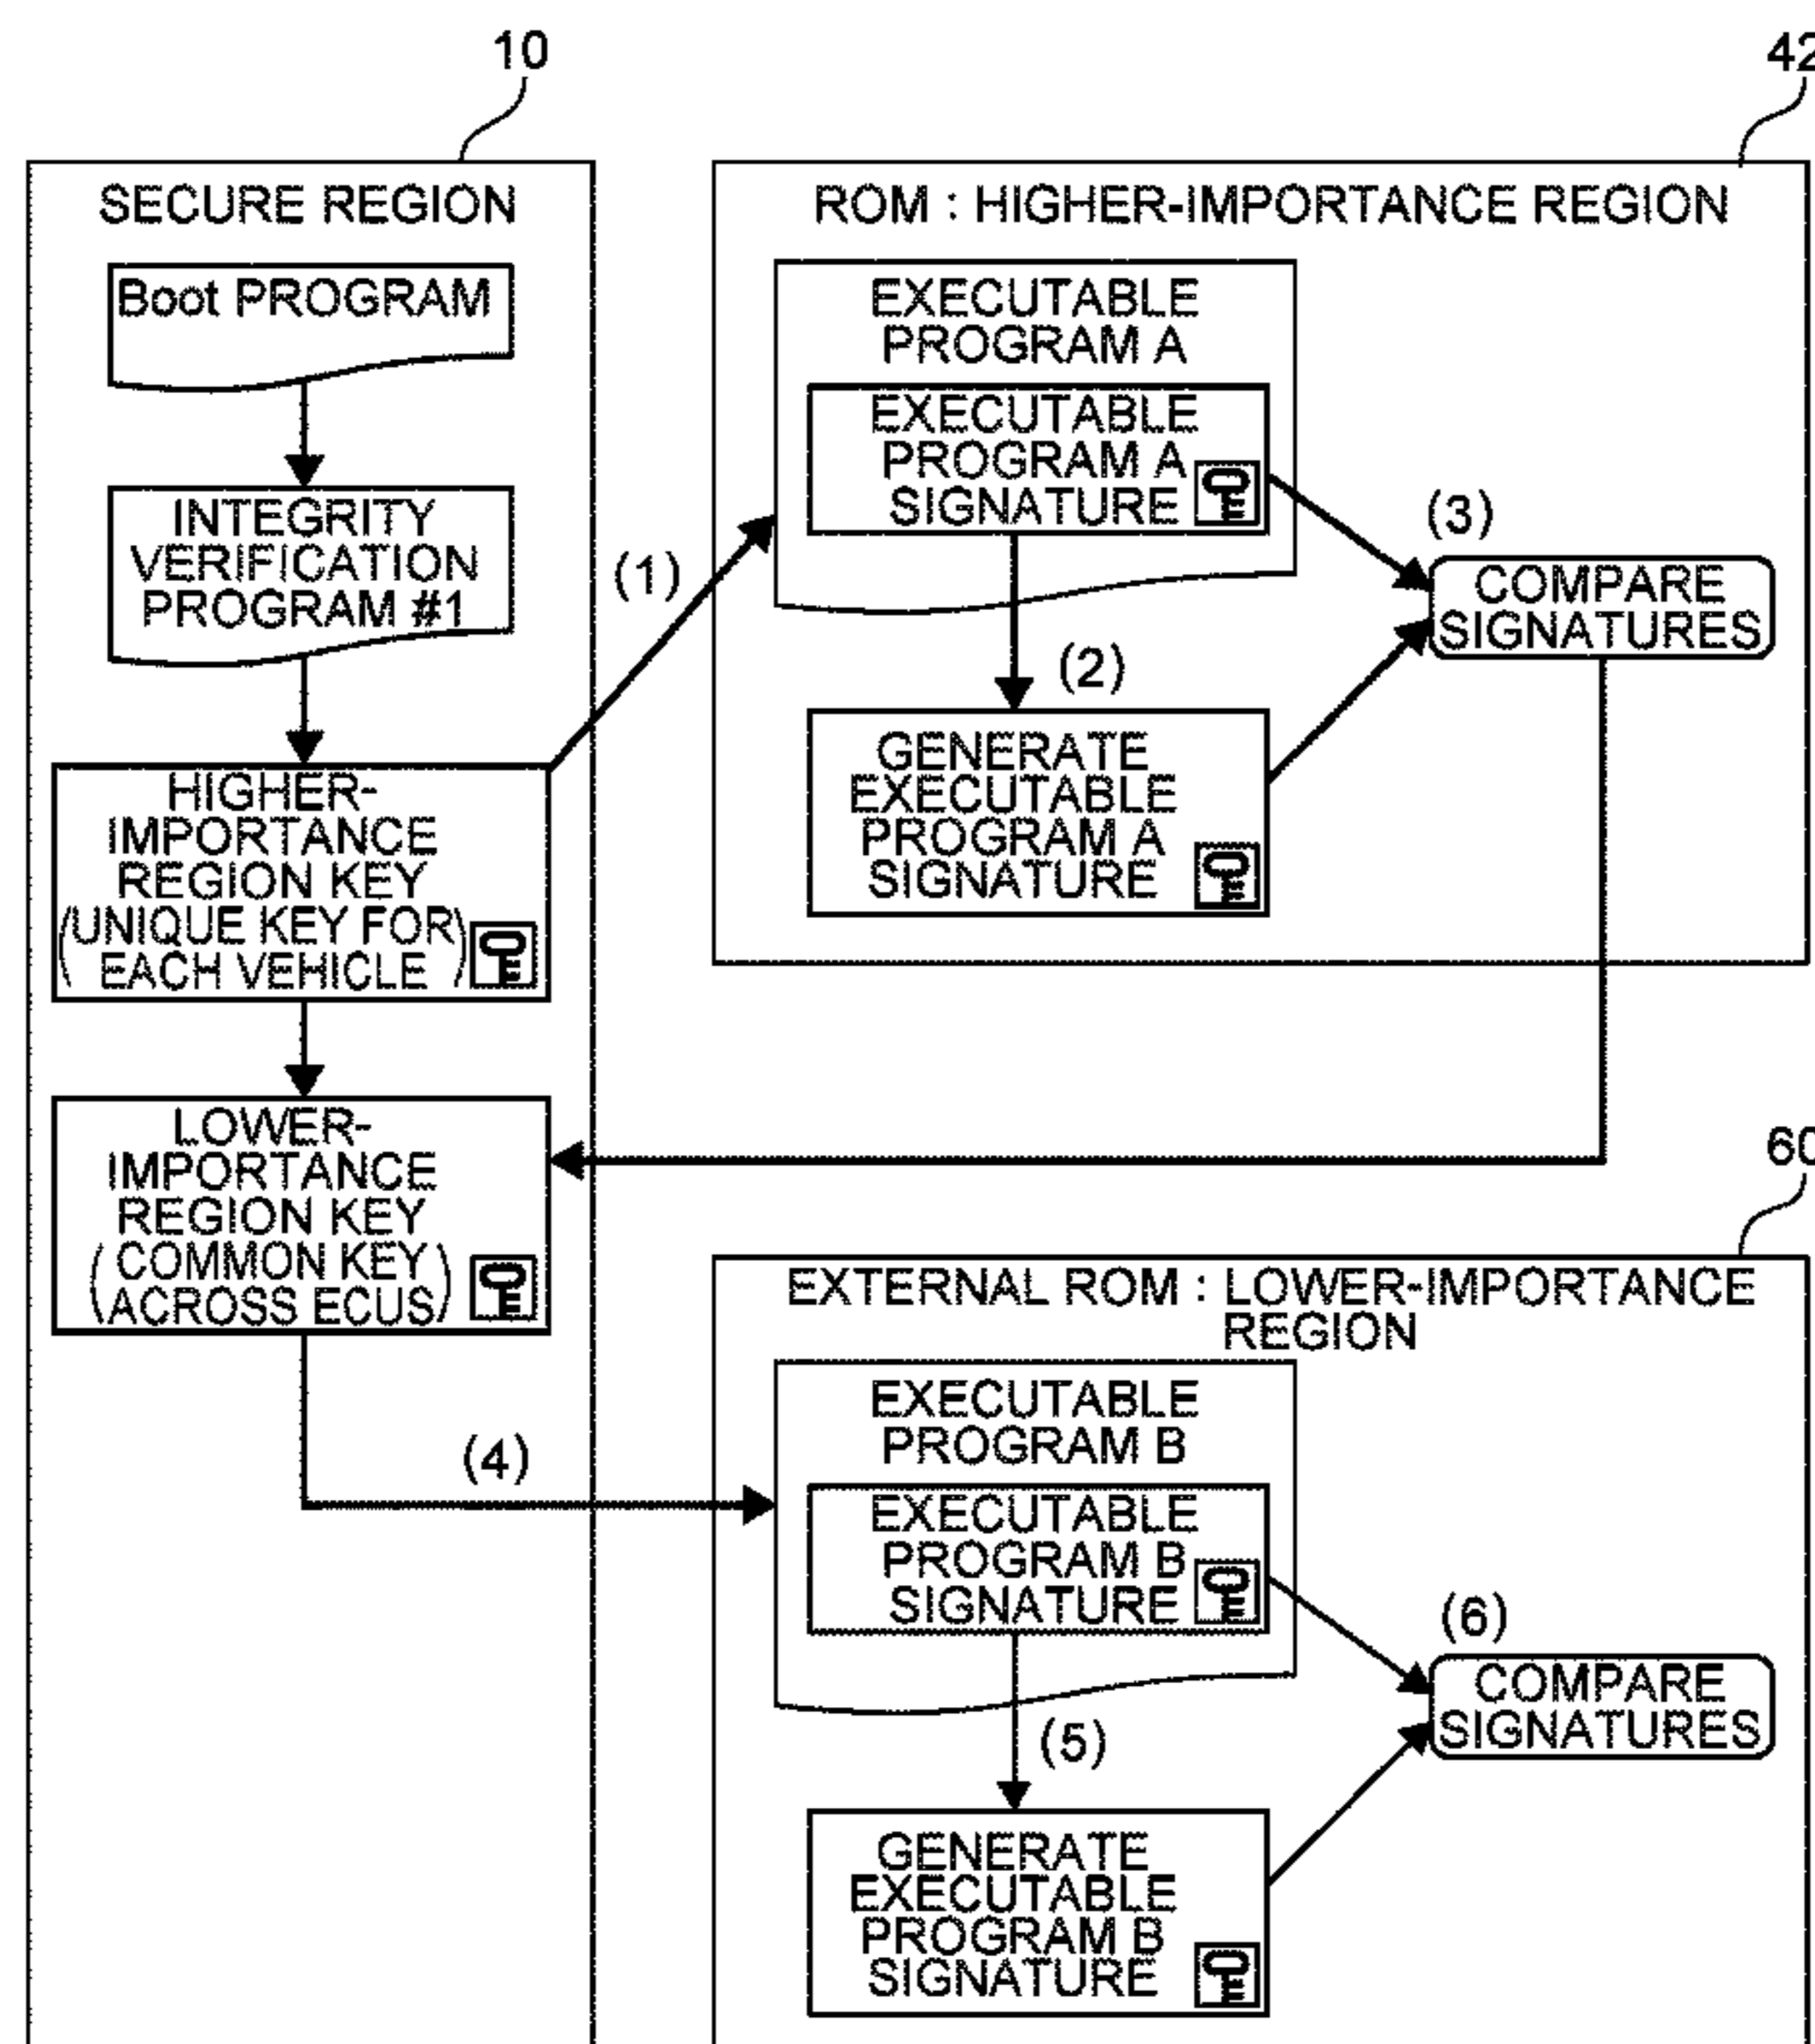 10
42
SECURE REGION
Boot PROGRAM
INTEGRITY
VERIFICATION
PROGRAM #1
HIGHER-
IMPORTANCE
REGION KEY
(UNIQUE KEY FOR
EACH VEHICLE)
LOWER-
IMPORTANCE
REGION KEY
(COMMON KEY
ACROSS ECUS)
(1)
ROM : HIGHER-IMPORTANCE REGION
EXECUTABLE
PROGRAM A
EXECUTABLE
PROGRAM A
SIGNATURE
(2)
GENERATE
EXECUTABLE
PROGRAM A
SIGNATURE
(3)
COMPARE
SIGNATURES
60
(4)
EXTERNAL ROM : LOWER-IMPORTANCE
REGION
EXECUTABLE
PROGRAM B
EXECUTABLE
PROGRAM B
SIGNATURE
(5)
GENERATE
EXECUTABLE
PROGRAM B
SIGNATURE
(6)
COMPARE
SIGNATURES